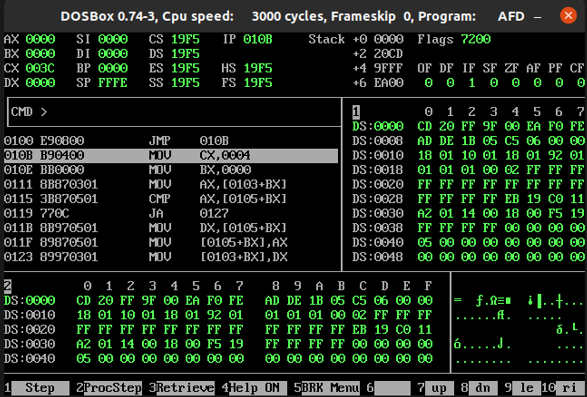 DOSBox 0.74-3, Cpu speed: 3000 cycles, Frameskip 0, Program: AFD
AX 0000 SI 0000 CS 19F5 IP 010B Stack +0 0000 Flags 7200
BX 0000 DI 0000 DS 19F5 +2 20CD
CX 003C BP 0000 ES 19F5 HS 19F5 +4 9FFF OF DF IF SF ZF AF PF CF
DX 0000 SP FFFE SS 19F5 FS 19F5 +6 EA00 0 0 1 0 0 0 0 0
CMD >
0100 E90800 JMP 010B
010B B90400 MOV CX,0004
010E BB0000 MOV BX,0000
0111 8B870301 MOV AX,[0103+BX]
0115 3B870501 CMP AX,[0105+BX]
0119 770C JA 0127
011B 8B970501 MOV DX,[0105+BX]
011F 89870501 MOV [0105+BX],AX
0123 89970301 MOV [0103+BX],DX
1 0 1 2 3 4 5 6 7
DS:0000 CD 20 FF 9F 00 EA F0 FE
DS:0008 AD DE 1B 05 C5 06 00 00
DS:0010 18 01 10 01 18 01 92 01
DS:0018 01 01 01 00 02 FF FF FF
DS:0020 FF FF FF FF FF FF FF FF
DS:0028 FF FF FF FF EB 19 C0 11
DS:0030 A2 01 14 00 18 00 F5 19
DS:0038 FF FF FF FF 00 00 00 00
DS:0040 05 00 00 00 00 00 00 00
DS:0048 00 00 00 00 00 00 00 00
2 0 1 2 3 4 5 6 7 8 9 A B C D E F
DS:0000 CD 20 FF 9F 00 EA F0 FE AD DE 1B 05 C5 06 00 00
DS:0010 18 01 10 01 18 01 92 01 01 01 01 00 02 FF FF FF
DS:0020 FF FF FF FF FF FF FF FF FF FF FF FF EB 19 C0 11
DS:0030 A2 01 14 00 18 00 F5 19 FF FF FF FF 00 00 00 00
DS:0040 05 00 00 00 00 00 00 00 00 00 00 00 00 00 00 00
= ƒ.Ω≡■ ¡▐..┼...
......Æ. .....
δ.└.
ó.....⌡. ....
........ ........
1 Step 2 ProcStep 3 Retrieve 4 Help ON 5 BRK Menu 6 7 up 8 dn 9 le 10 ri